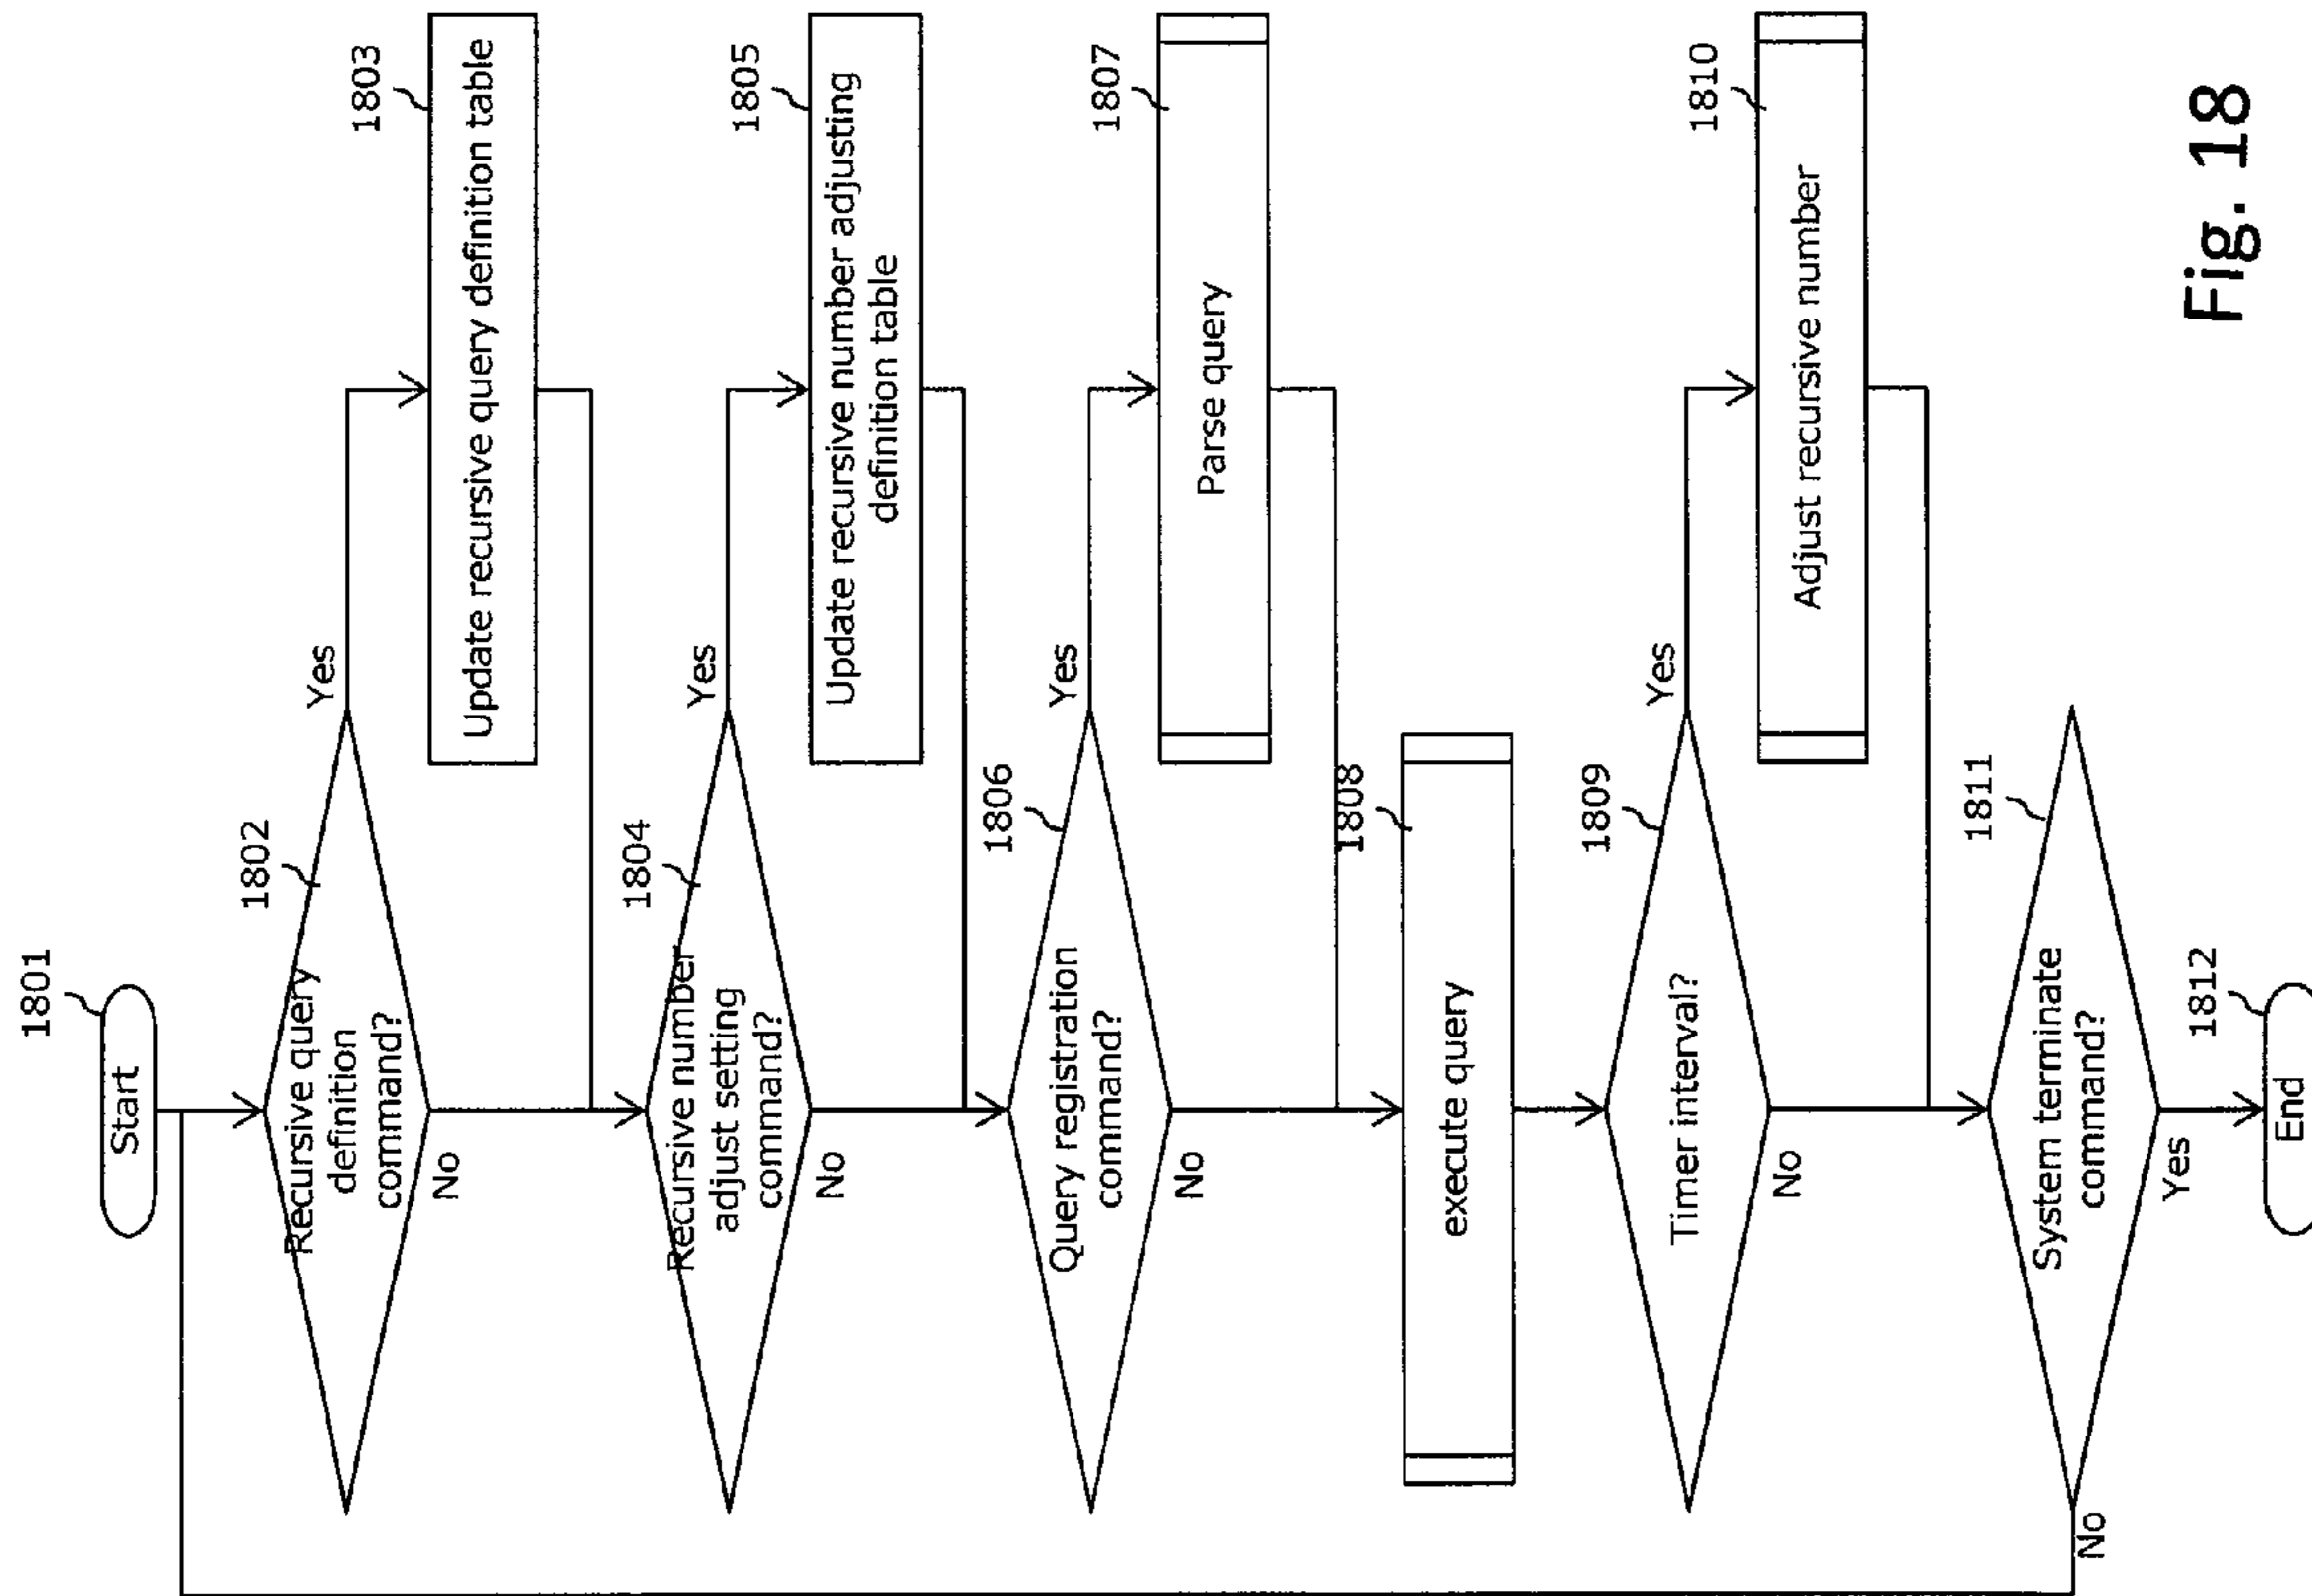 1801
Start
1802
Recursive query
definition
command?
Yes
No
1803
Update recursive query definition table
1804
Recursive number
adjust setting
command?
Yes
No
1805
Update recursive number adjusting
definition table
1806
Query registration
command?
Yes
No
1807
Parse query
1808
execute query
1809
Timer interval?
Yes
No
1810
Adjust recursive number
1811
System terminate
command?
No
Yes
1812
End
Fig. 18